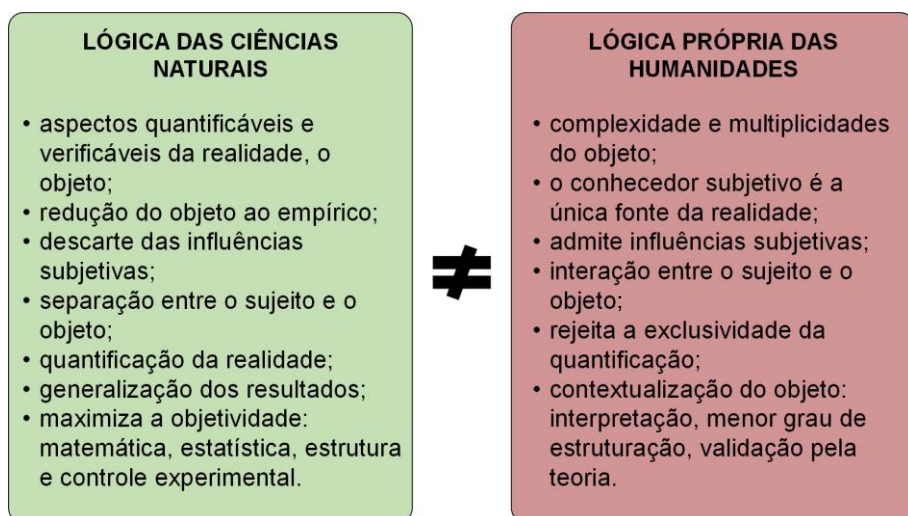 LÓGICA DAS CIÊNCIAS
NATURAIS
• aspectos quantificáveis e
verificáveis da realidade, o
objeto;
• redução do objeto ao empírico;
• descarte das influências
subjetivas;
• separação entre o sujeito e o
objeto;
• quantificação da realidade;
• generalização dos resultados;
• maximiza a objetividade:
matemática, estatística, estrutura
e controle experimental.
≠
LÓGICA PRÓPRIA DAS
HUMANIDADES
• complexidade e multiplicidades
do objeto;
• o conhecedor subjetivo é a
única fonte da realidade;
• admite influências subjetivas;
• interação entre o sujeito e o
objeto;
• rejeita a exclusividade da
quantificação;
• contextualização do objeto:
interpretação, menor grau de
estruturação, validação pela
teoria.